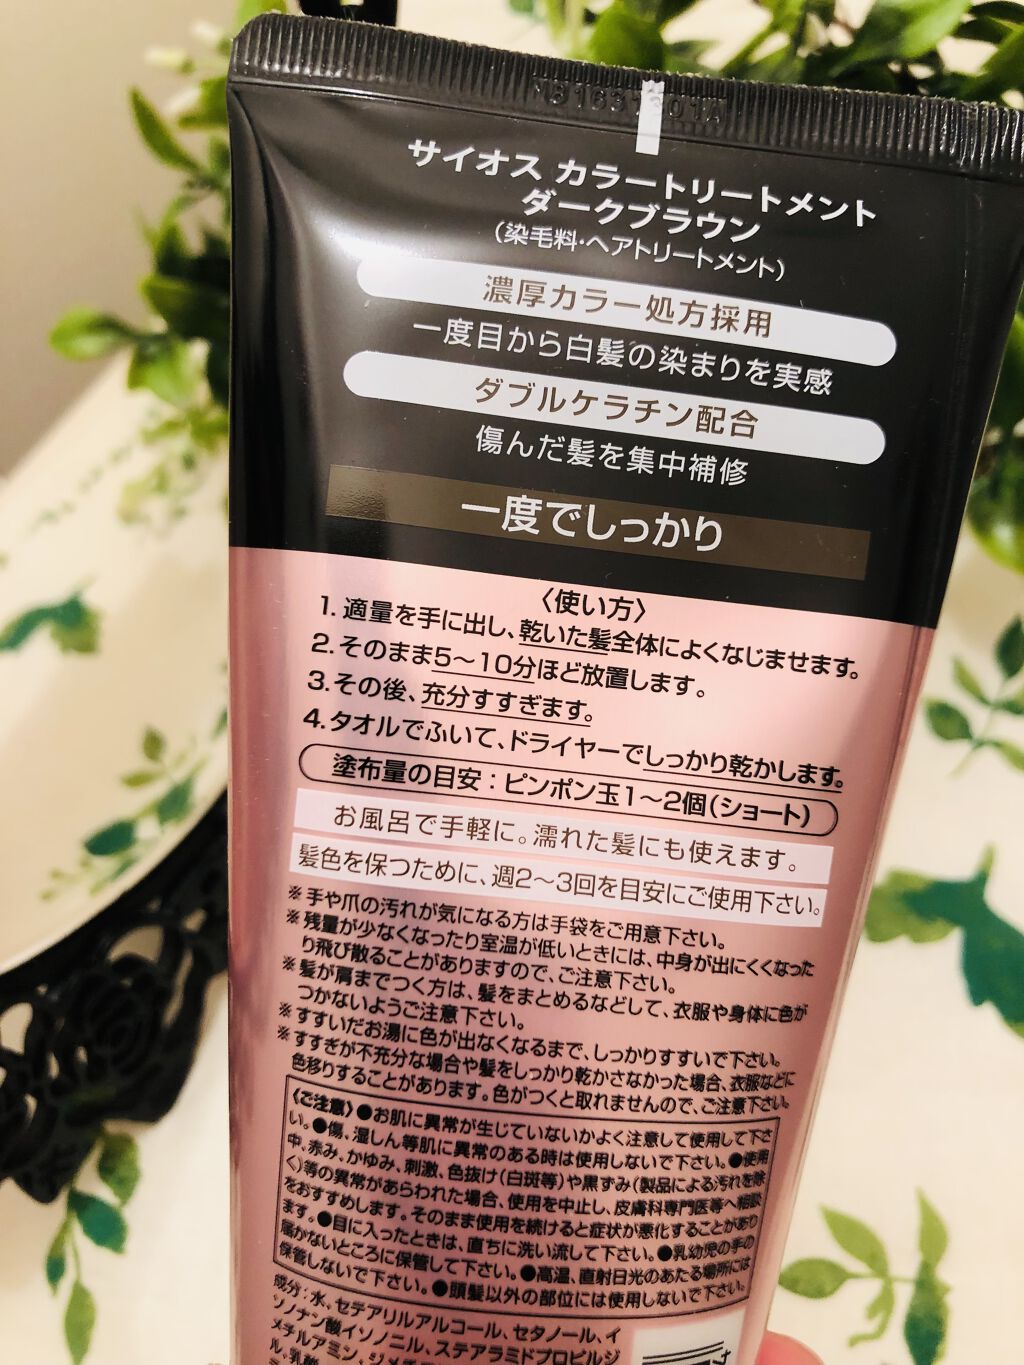 サイオス カラートリートメント
ダークブラウン
(染毛料・ヘアトリートメント)
濃厚カラー処方採用
一度目から白髪の染まりを実感
ダブルケラチン配合
傷んだ髪を集中補修
一度でしっかり
〈使い方〉
1. 適量を手に出し、乾いた髪全体によくなじませます。
2. そのまま5〜10分ほど放置します。
3. その後、充分すすぎます。
4. タオルでふいて、ドライヤーでしっかり乾かします。
塗布量の目安：ピンポン玉1〜2個(ショート)
お風呂で手軽に。濡れた髪にも使えます。
髪色を保つために、週2〜3回を目安にご使用下さい。
※手や爪の汚れが気になる方は手袋をご用意下さい。
※残量が少なくなったり室温が低いときには、中身が出にくくなった
り飛び散ることがありますので、ご注意下さい。
※髪が肩までつく方は、髪をまとめるなどして、衣服や身体に色が
つかないようご注意下さい。
※すすいだお湯に色が出なくなるまで、しっかりすすいで下さい。
※すすぎが不充分な場合や髪をしっかり乾かさなかった場合、衣服などに
色移りすることがあります。色がつくと取れませんので、ご注意下さい。
〈ご注意〉●お肌に異常が生じていないかよく注意して使用して下さ
い。●傷、湿しん等肌に異常のある時は使用しないで下さい。●使用
中、赤み、かゆみ、刺激、色抜け(白斑等)や黒ずみ(製品による汚れを除
く)等の異常があらわれた場合、使用を中止し、皮膚科専門医等へ相談
をおすすめします。そのまま使用を続けると症状が悪化することがあり
ます。●目に入ったときは、直ちに洗い流して下さい。●乳幼児の手の
届かないところに保管して下さい。●高温、直射日光のあたる場所には
保管しないで下さい。●頭髪以外の部位には使用しないで下さい。
成分：水、セテアリルアルコール、セタノール、イ
ソノナン酸イソノニル、ステアラミドプロピルジ
メチルアミン、ジメチ
ル、乳酸